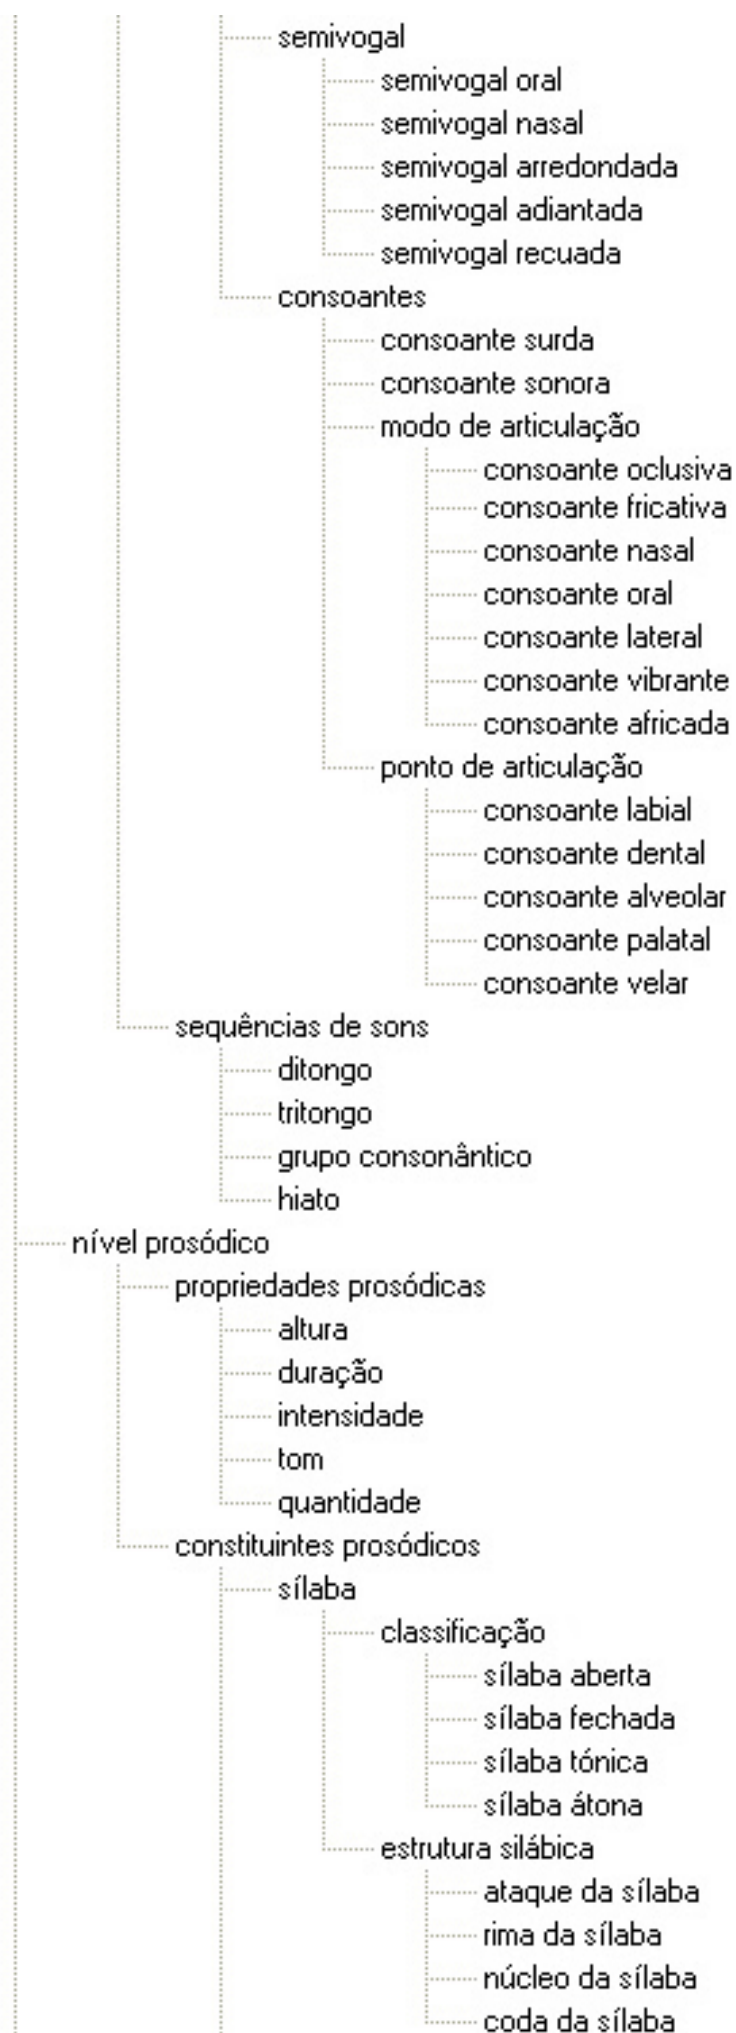 semivogal
semivogal oral
semivogal nasal
semivogal arredondada
semivogal adiantada
semivogal recuada
consoantes
consoante surda
consoante sonora
modo de articulação
consoante oclusiva
consoante fricativa
consoante nasal
consoante oral
consoante lateral
consoante vibrante
consoante africada
ponto de articulação
consoante labial
consoante dental
consoante alveolar
consoante palatal
consoante velar
sequências de sons
ditongo
tritongo
grupo consonântico
hiato
nível prosódico
propriedades prosódicas
altura
duração
intensidade
tom
quantidade
constituintes prosódicos
sílaba
classificação
sílaba aberta
sílaba fechada
sílaba tónica
sílaba átona
estrutura silábica
ataque da sílaba
rima da sílaba
núcleo da sílaba
coda da sílaba